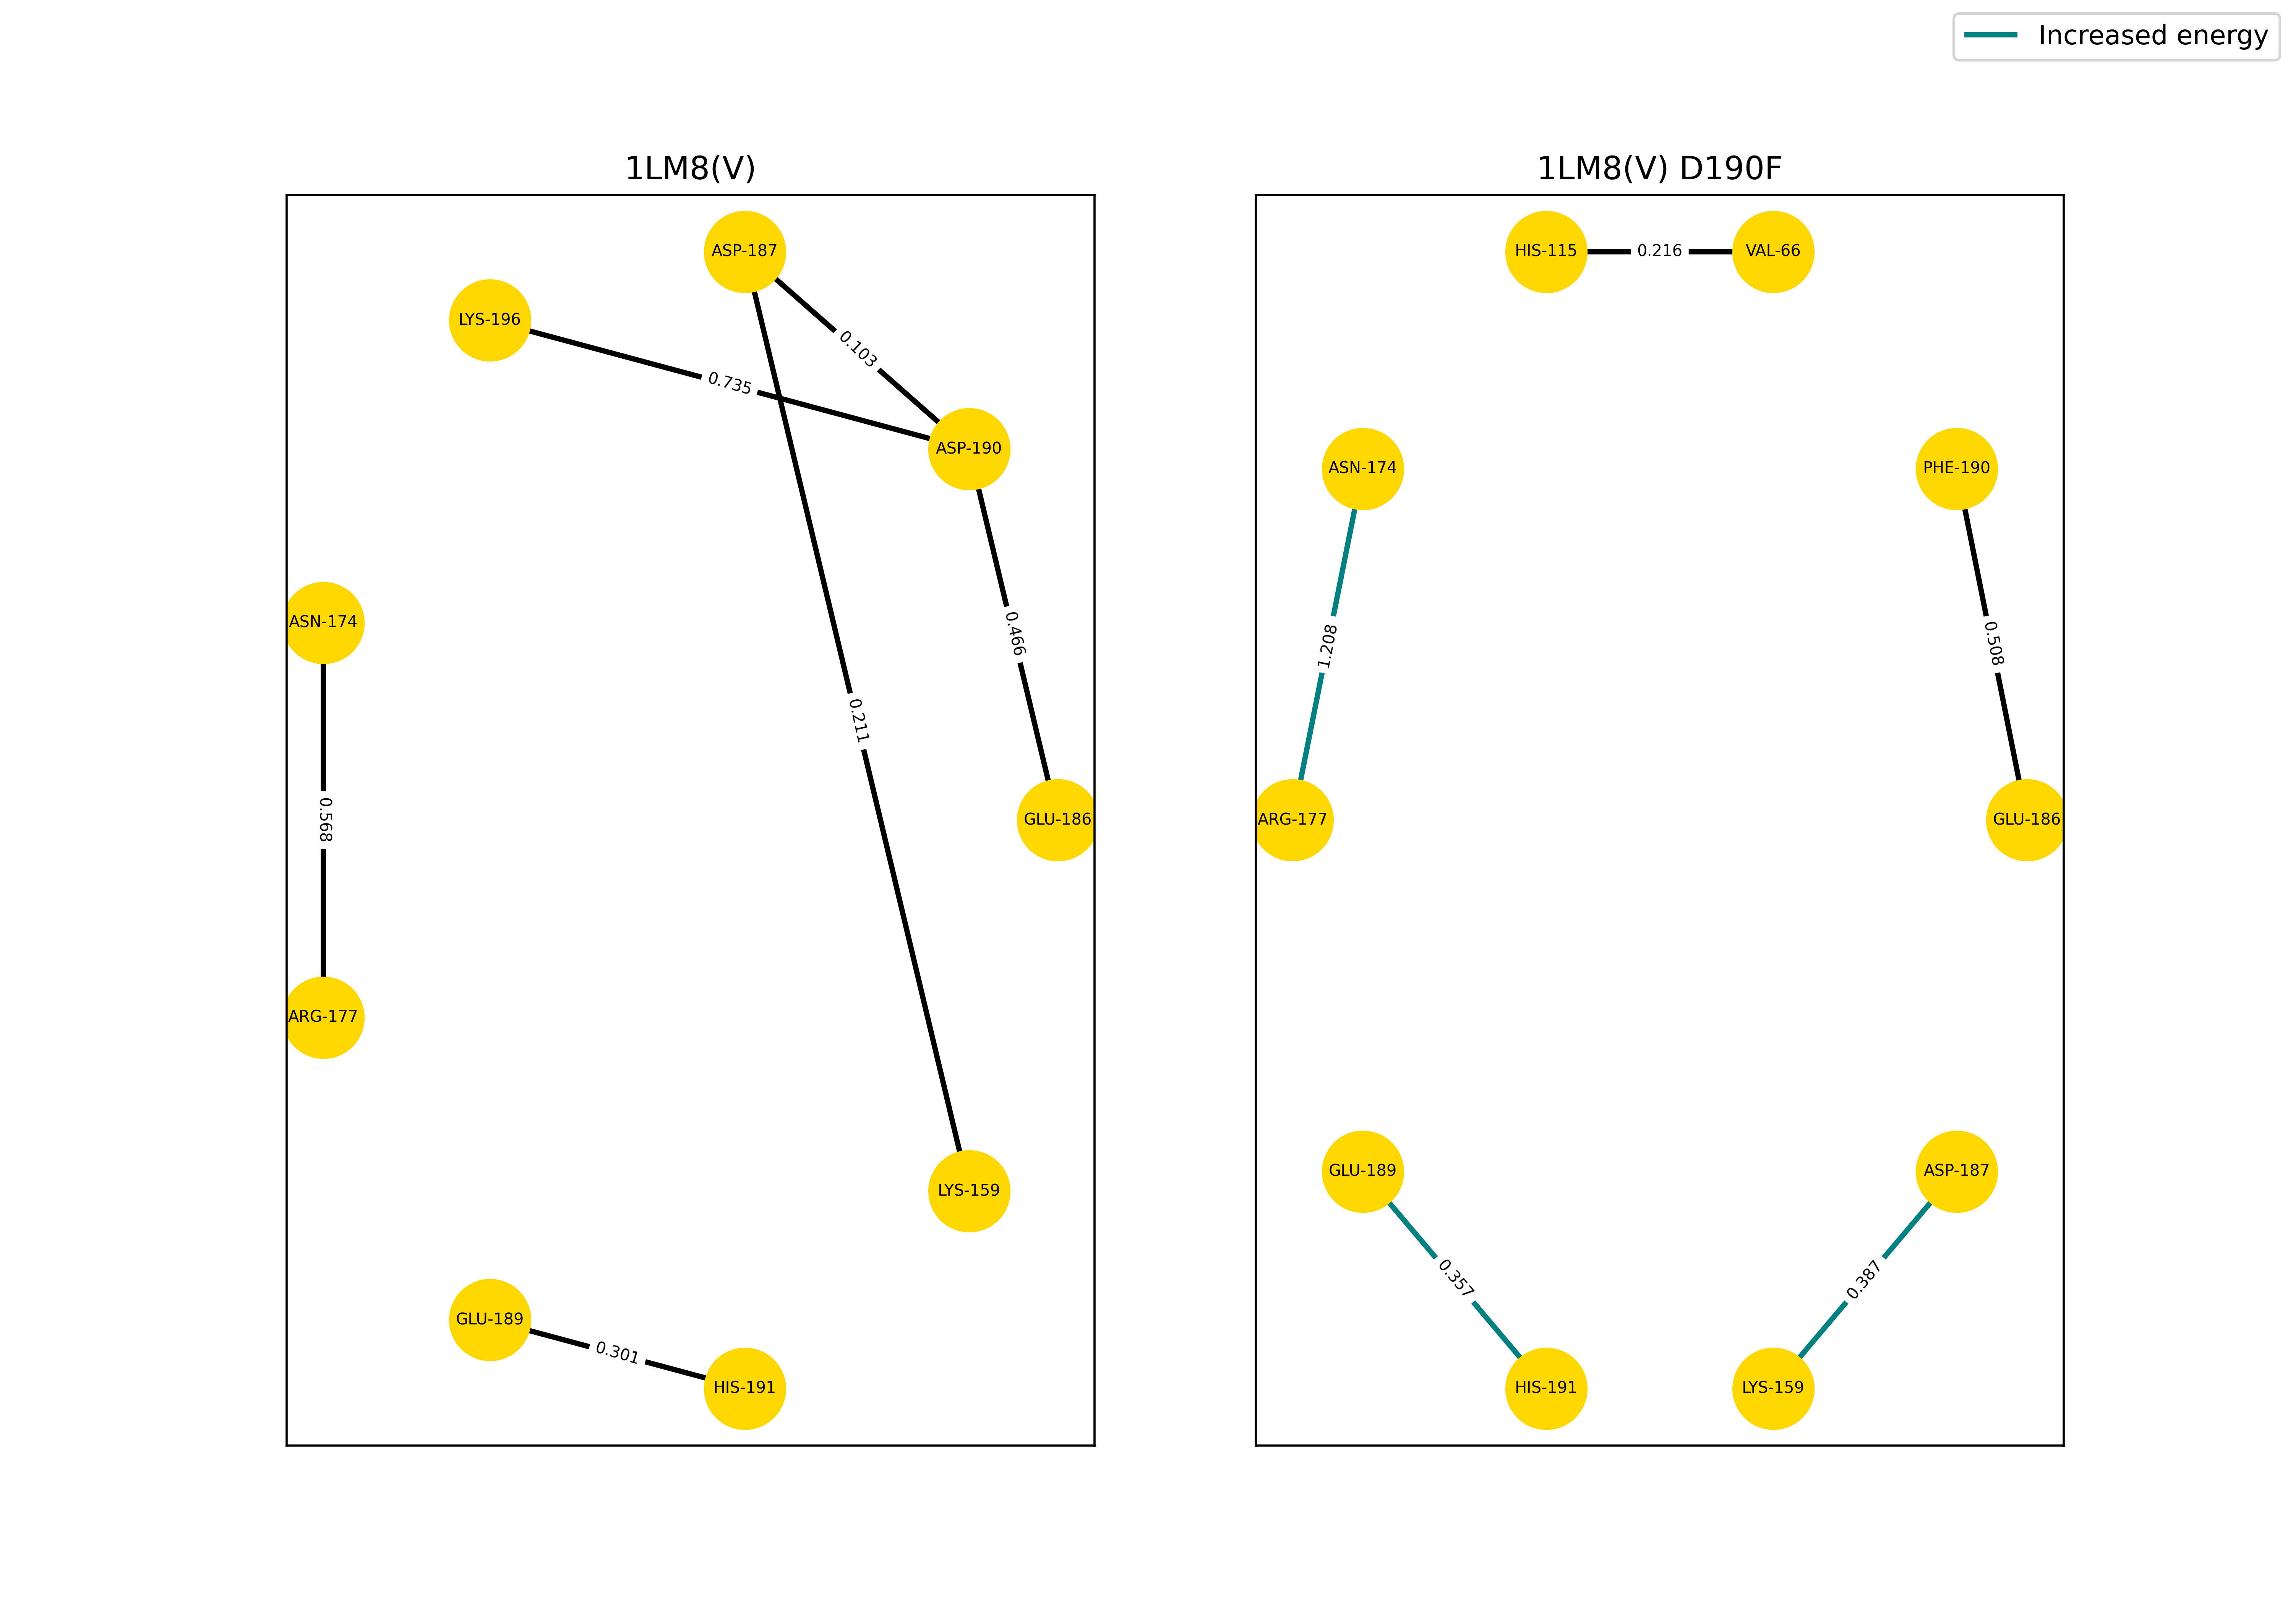 Increased energy
1LM8(V)
ASP-187
LYS-196
0.103
0.735
ASP-190
ASN-174
0.466
0.211
0.568
GLU-186
ARG-177
LYS-159
GLU-189
0.301
HIS-191
1LM8(V) D190F
HIS-115 0.216 VAL-66
ASN-174
PHE-190
1.208
0.508
ARG-177
GLU-186
GLU-189
ASP-187
0.357
0.387
HIS-191
LYS-159